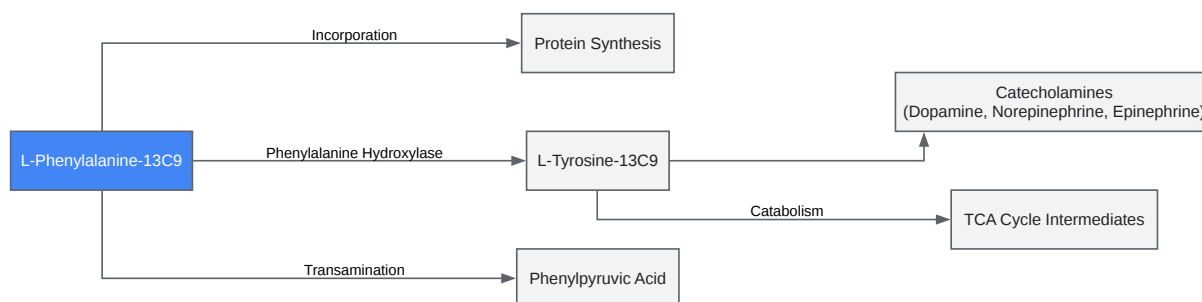 Incorporation
Protein Synthesis
Catecholamines
(Dopamine, Norepinephrine, Epinephrine)
L-Phenylalanine-13C9
Phenylalanine Hydroxylase
L-Tyrosine-13C9
Catabolism
TCA Cycle Intermediates
Transamination
Phenylpyruvic Acid